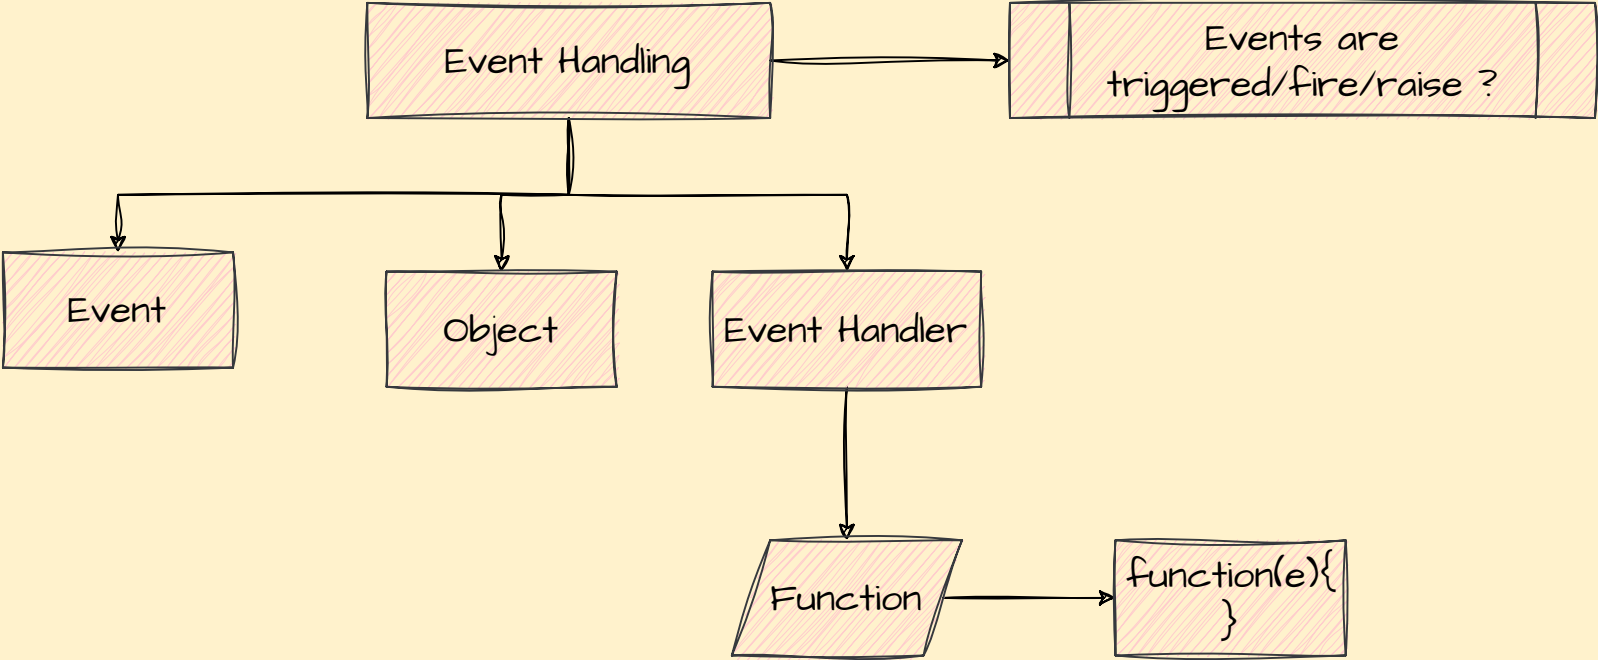 Event Handling
Events are
triggered/fire/raise ?
Event
Object
Event Handler
Function
function(e){
}